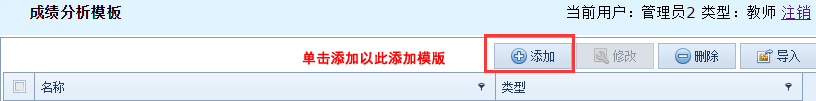 成绩分析模板 当前用户：管理员2 类型：教师 注销
单击添加以此添加模版 添加 修改 删除 导入
名称 类型